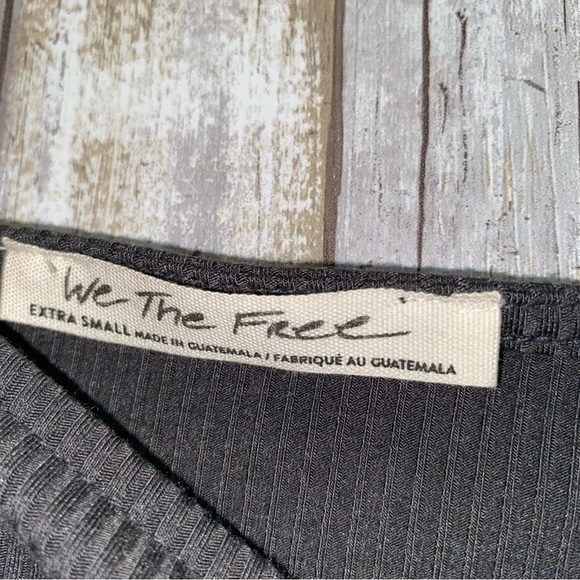 We The Free
EXTRA SMALL MADE IN GUATEMALA / FABRIQUÉ AU GUATEMALA